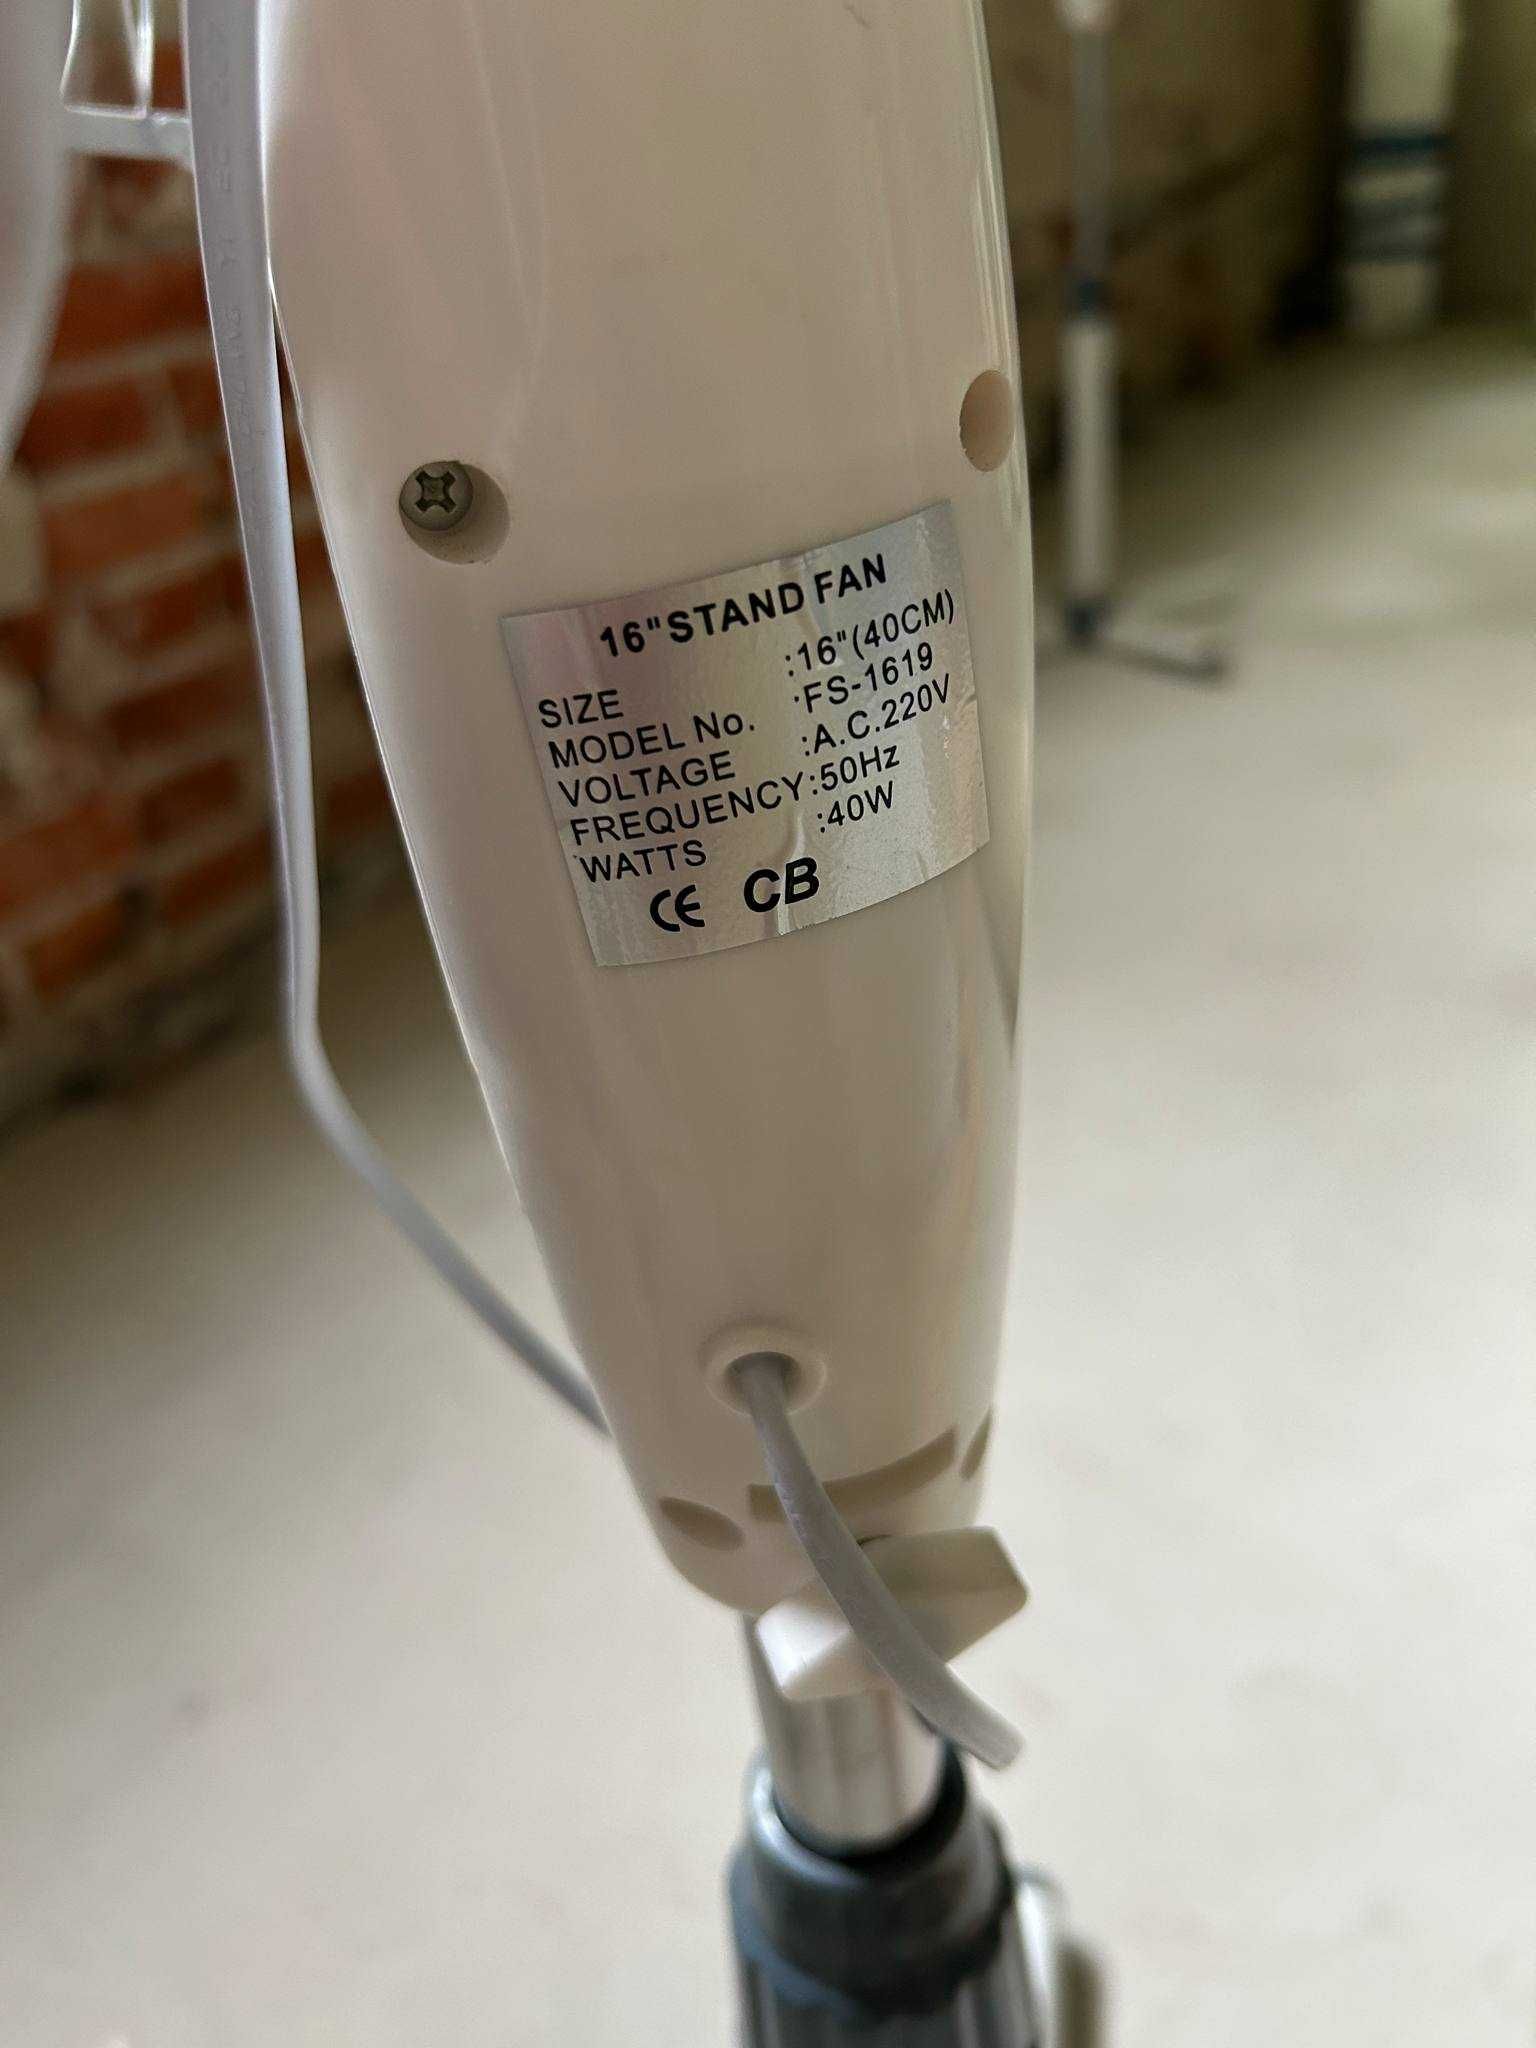 16"STAND FAN
SIZE :16"(40CM)
MODEL No. :FS-1619
VOLTAGE :A.C.220V
FREQUENCY:50Hz
WATTS :40W
CE CB